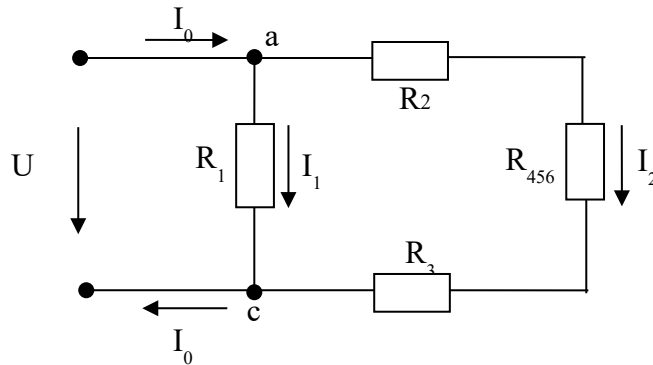 I₀
a
R₂
U
R₁
I₁
R₄₅₆
I₂
R₃
c
I₀